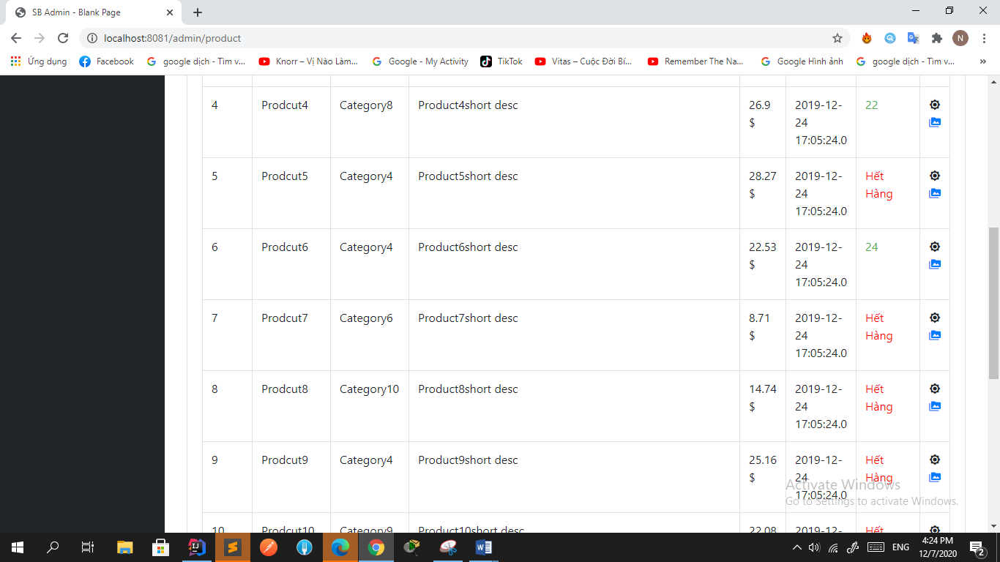 SB Admin - Blank Page
localhost:8081/admin/product
N
Ứng dụng
Facebook
google dịch - Tìm v...
Knorr – Vị Nào Làm...
Google - My Activity
TikTok
Vitas – Cuộc Đời Bí...
Remember The Na...
Google Hình ảnh
google dịch - Tìm v...
»
4 Prodcut4 Category8 Product4short desc 26.9 2019-12- 22
$ 24
17:05:24.0
5 Prodcut5 Category4 Product5short desc 28.27 2019-12- Hết
$ 24 Hàng
17:05:24.0
6 Prodcut6 Category4 Product6short desc 22.53 2019-12- 24
$ 24
17:05:24.0
7 Prodcut7 Category6 Product7short desc 8.71 2019-12- Hết
$ 24 Hàng
17:05:24.0
8 Prodcut8 Category10 Product8short desc 14.74 2019-12- Hết
$ 24 Hàng
17:05:24.0
9 Prodcut9 Category4 Product9short desc 25.16 2019-12- Hết
$ 24 Hàng
17:05:24.0
Activate Windows
Go to Settings to activate Windows.
10 Prodcut10 Category9 Product10short desc 22.08 2019-12- Hết
ENG
4:24 PM
12/7/2020
2